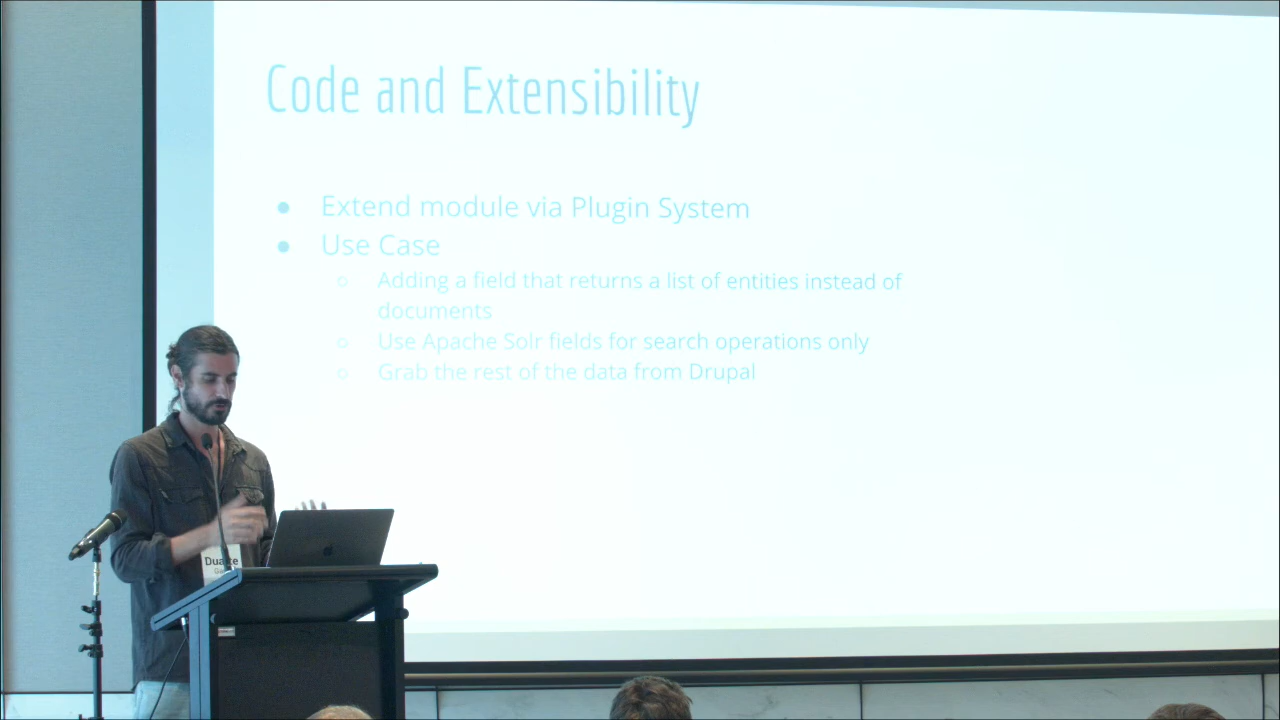 Code and Extensibility
Extend module via Plugin System
Use Case
Adding a field that returns a list of entities instead of
documents
Use Apache Solr fields for search operations only
Grab the rest of the data from Drupal